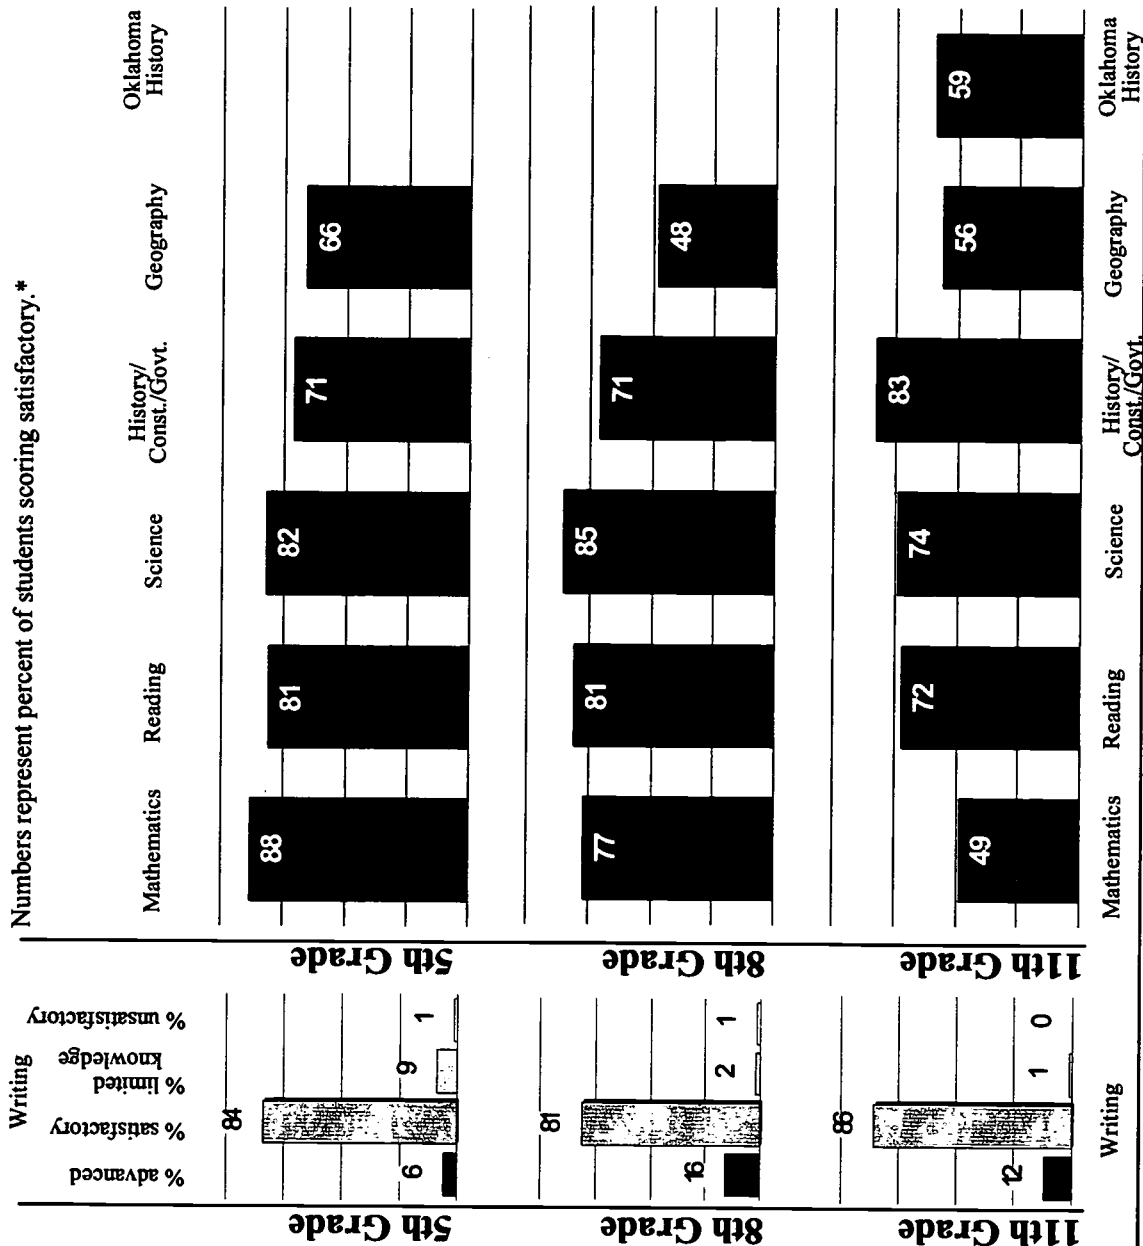 Numbers represent percent of students scoring satisfactory.*
Writing
% advanced
% satisfactory
% limited
knowledge
% unsatisfactory
Mathematics
Reading
Science
History/
Const./Govt.
Geography
Oklahoma
History
5th Grade
6
84
9
1
5th Grade
88
81
82
71
66
8th Grade
16
81
2
1
8th Grade
77
81
85
71
48
11th Grade
12
86
1
0
11th Grade
49
72
74
83
56
59
Writing
Mathematics
Reading
Science
History/
Const./Govt.
Geography
Oklahoma
History